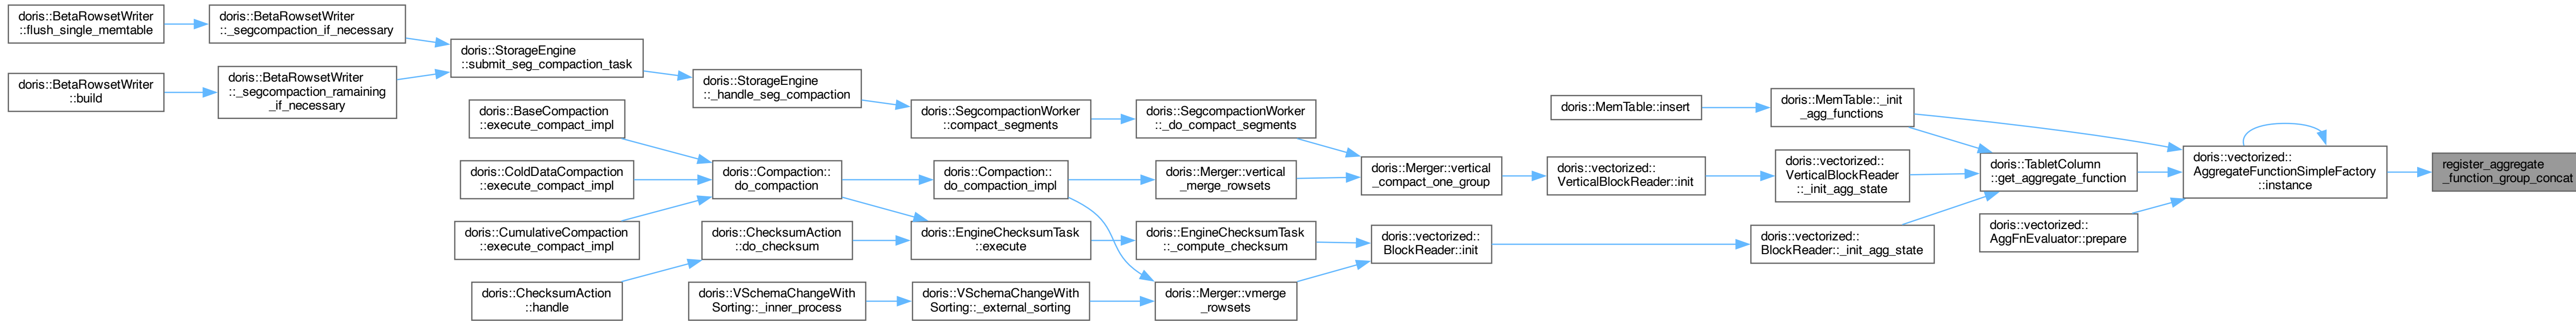 doris::BetaRowsetWriter
::flush_single_memtable
doris::BetaRowsetWriter
::_segcompaction_if_necessary
doris::BetaRowsetWriter
::build
doris::BetaRowsetWriter
::_segcompaction_ramaining
_if_necessary
doris::StorageEngine
::submit_seg_compaction_task
doris::StorageEngine
::_handle_seg_compaction
doris::BaseCompaction
::execute_compact_impl
doris::ColdDataCompaction
::execute_compact_impl
doris::CumulativeCompaction
::execute_compact_impl
doris::ChecksumAction
::handle
doris::Compaction::
do_compaction
doris::ChecksumAction
::do_checksum
doris::VSchemaChangeWith
Sorting::_inner_process
doris::SegcompactionWorker
::compact_segments
doris::Compaction::
do_compaction_impl
doris::EngineChecksumTask
::execute
doris::VSchemaChangeWith
Sorting::_external_sorting
doris::SegcompactionWorker
::_do_compact_segments
doris::Merger::vertical
_merge_rowsets
doris::EngineChecksumTask
::_compute_checksum
doris::Merger::vmerge
_rowsets
doris::Merger::vertical
_compact_one_group
doris::vectorized::
BlockReader::init
doris::MemTable::insert
doris::vectorized::
VerticalBlockReader::init
doris::MemTable::_init
_agg_functions
doris::vectorized::
VerticalBlockReader
::_init_agg_state
doris::vectorized::
BlockReader::_init_agg_state
doris::TabletColumn
::get_aggregate_function
doris::vectorized::
AggFnEvaluator::prepare
doris::vectorized::
AggregateFunctionSimpleFactory
::instance
register_aggregate
_function_group_concat